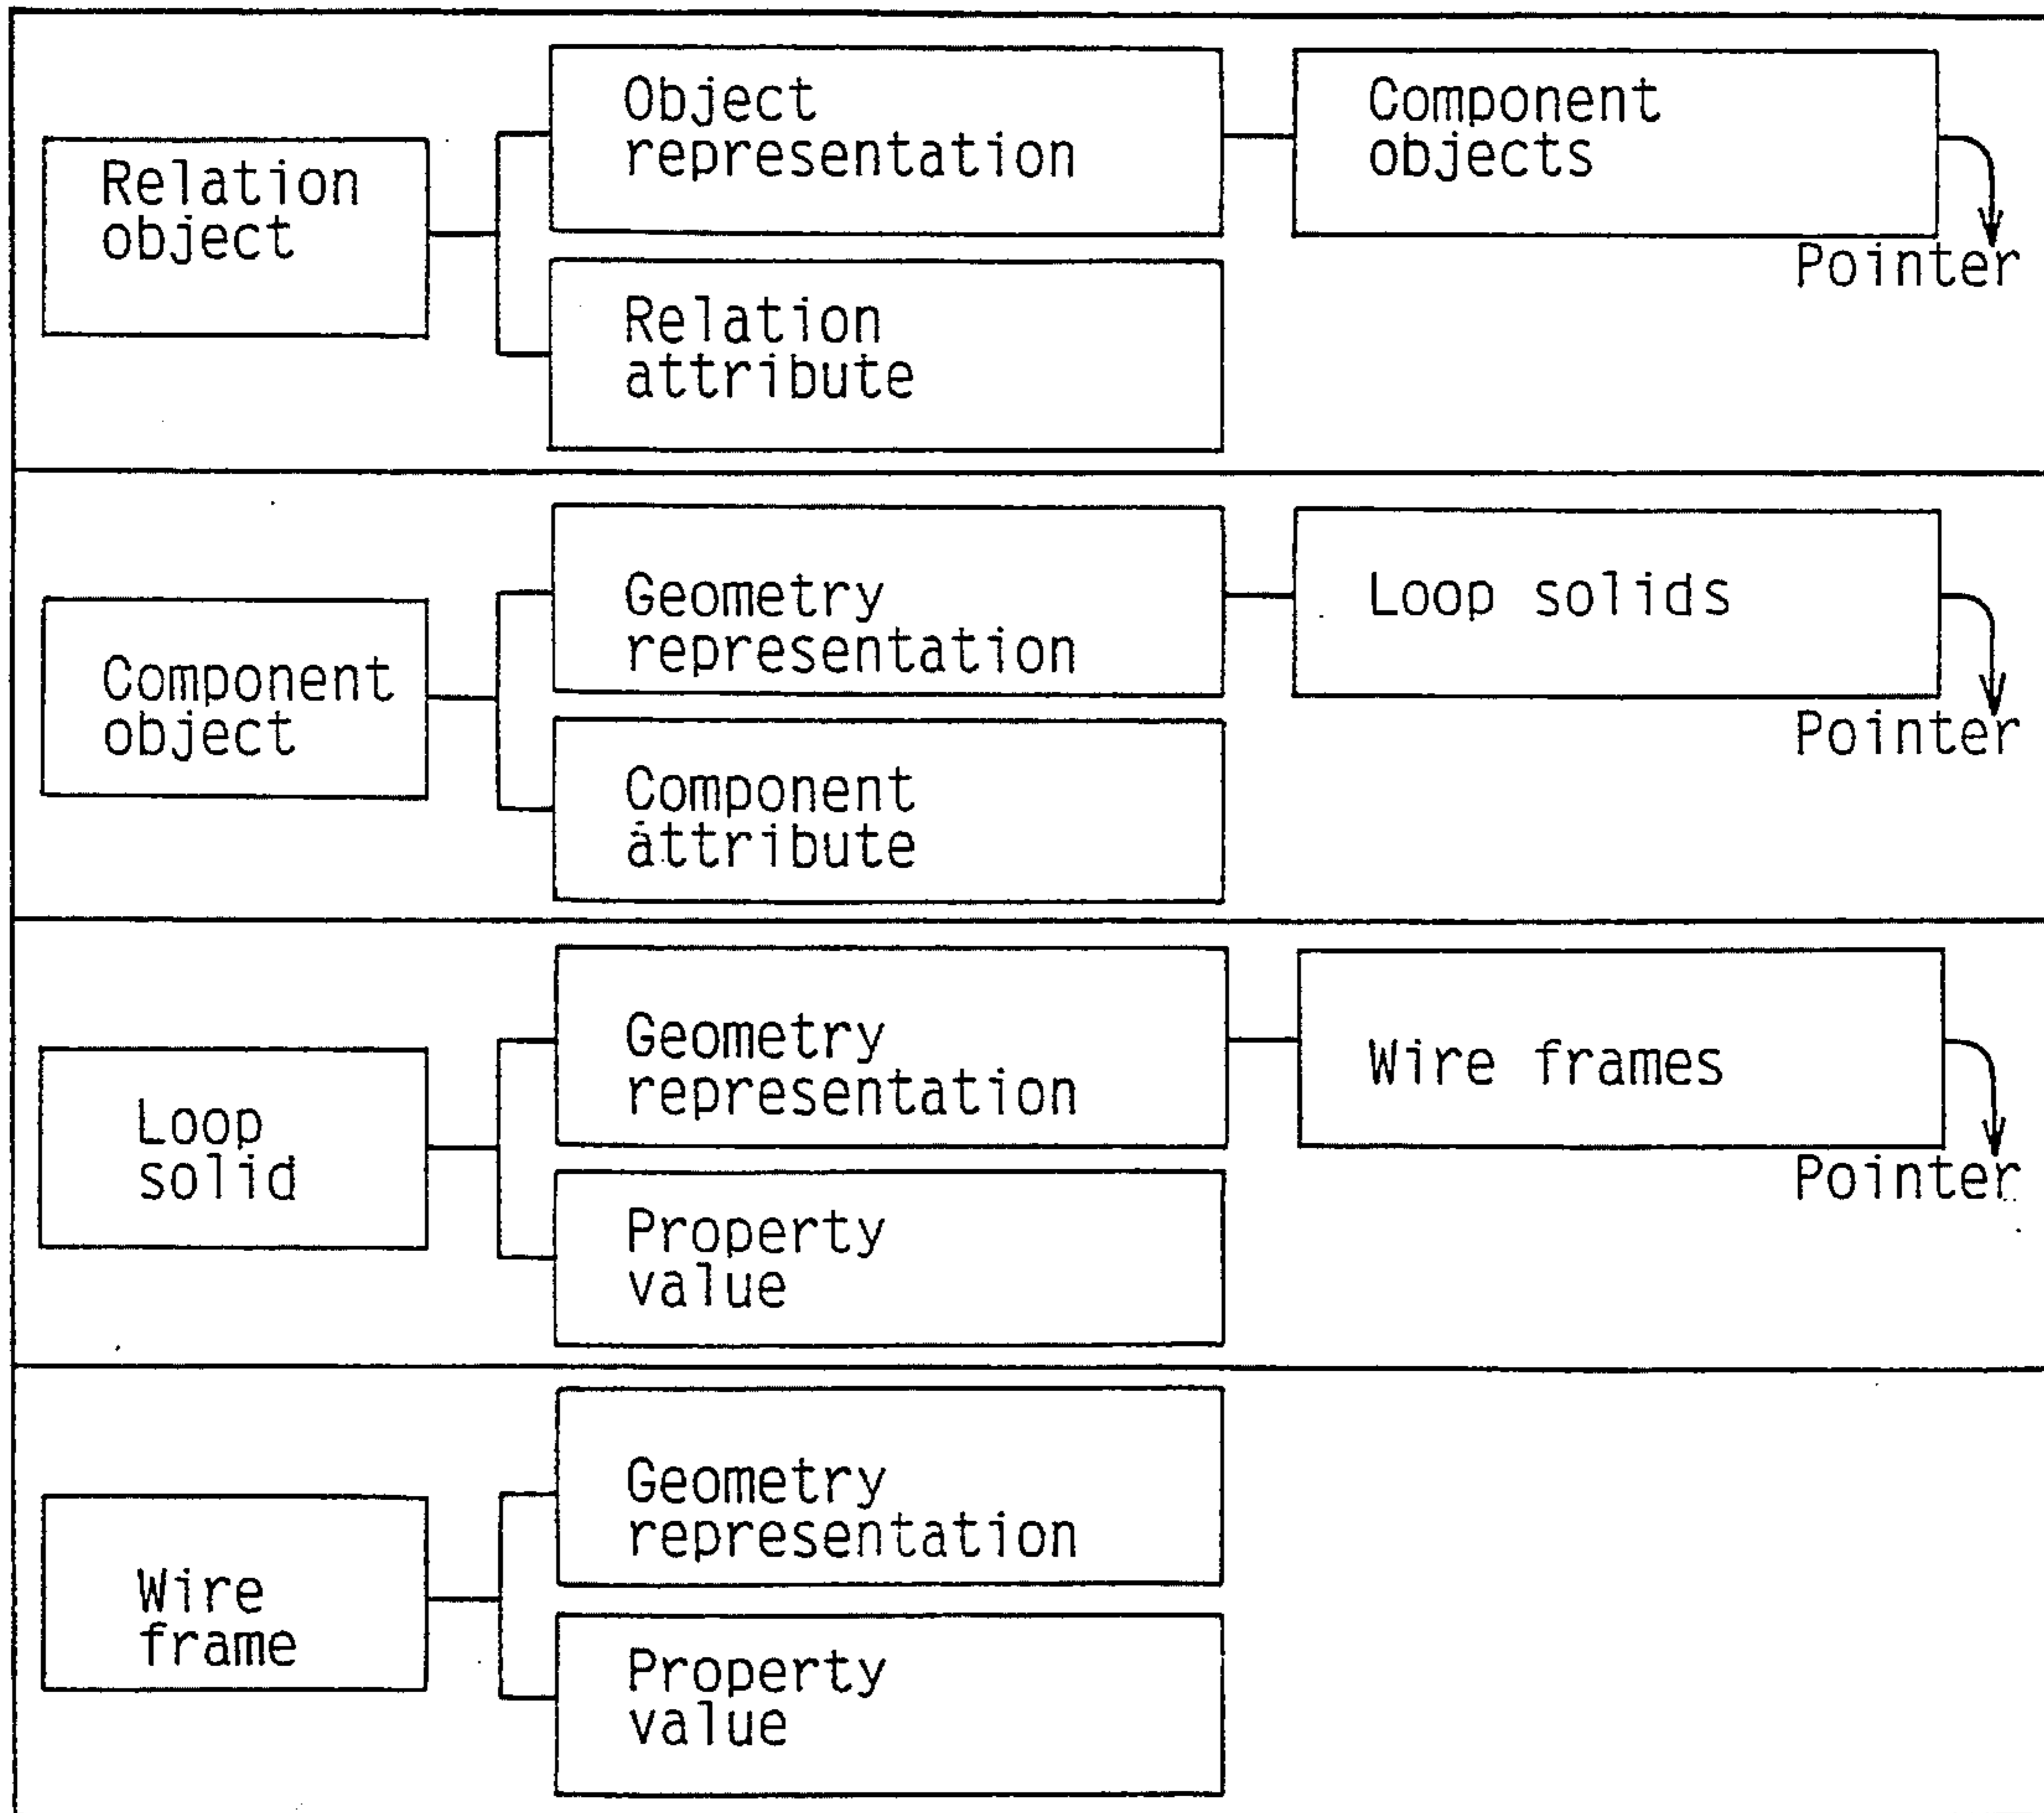 Relation
object
Object
representation
Component
objects
Pointer
Relation
attribute
Component
object
Geometry
representation
Loop solids
Pointer
Component
attribute
Loop
solid
Geometry
representation
Wire frames
Pointer
Property
value
Wire
frame
Geometry
representation
Property
value